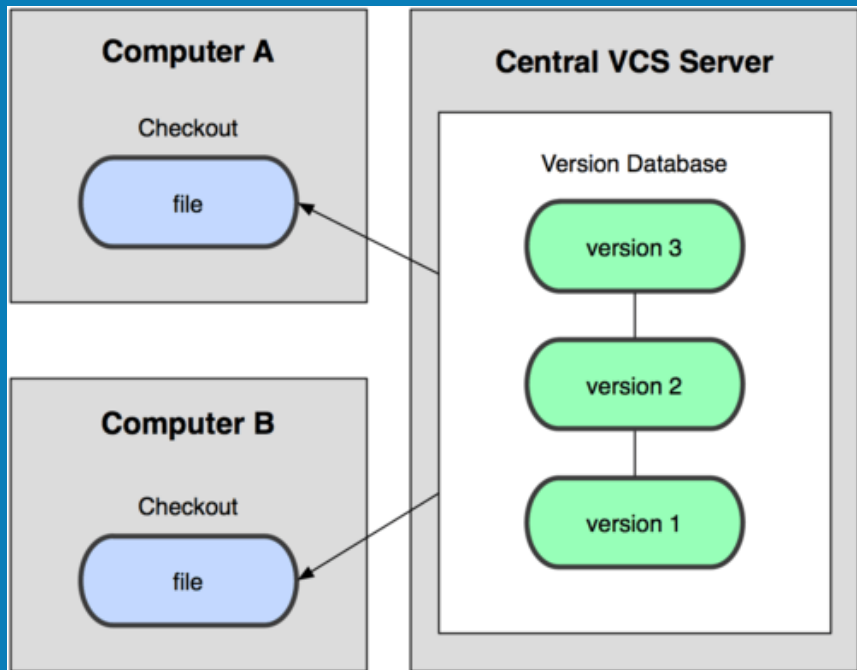 Computer A
Checkout
file
Computer B
Checkout
file
Central VCS Server
Version Database
version 3
version 2
version 1